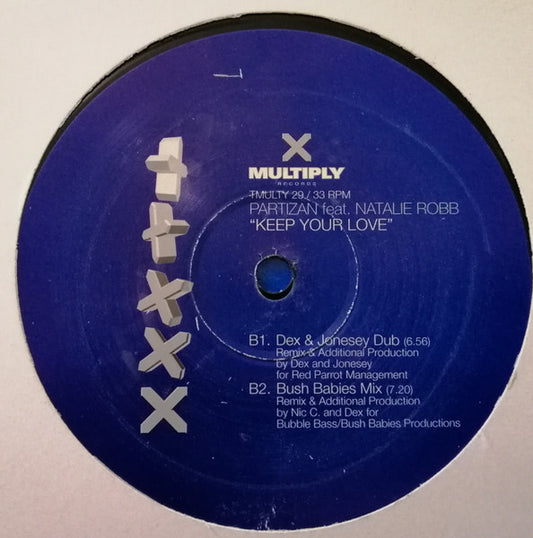 MULTIPLY
RECORDS
TMULTY 29 / 33 RPM
PARTIZAN feat. NATALIE ROBB
"KEEP YOUR LOVE"
B1. Dex & Jonesey Dub (6.56)
Remix & Additional Production
by Dex and Jonesey
for Red Parrot Management
B2. Bush Babies Mix (7.20)
Remix & Additional Production
by Nic C. and Dex for
Bubble Bass/Bush Babies Productions